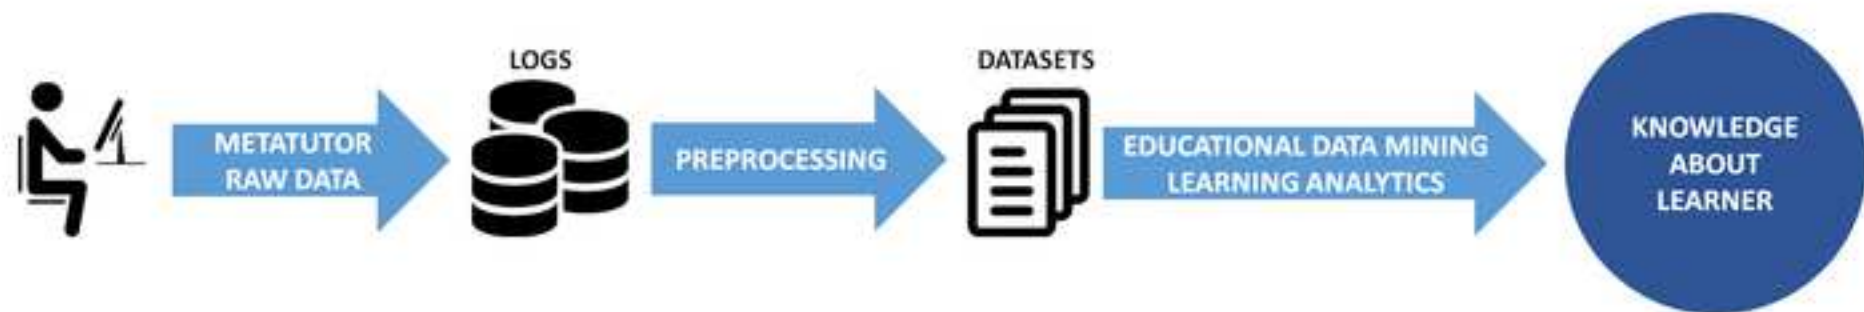 METATUTOR
RAW DATA
LOGS
PREPROCESSING
DATASETS
EDUCATIONAL DATA MINING
LEARNING ANALYTICS
KNOWLEDGE
ABOUT
LEARNER